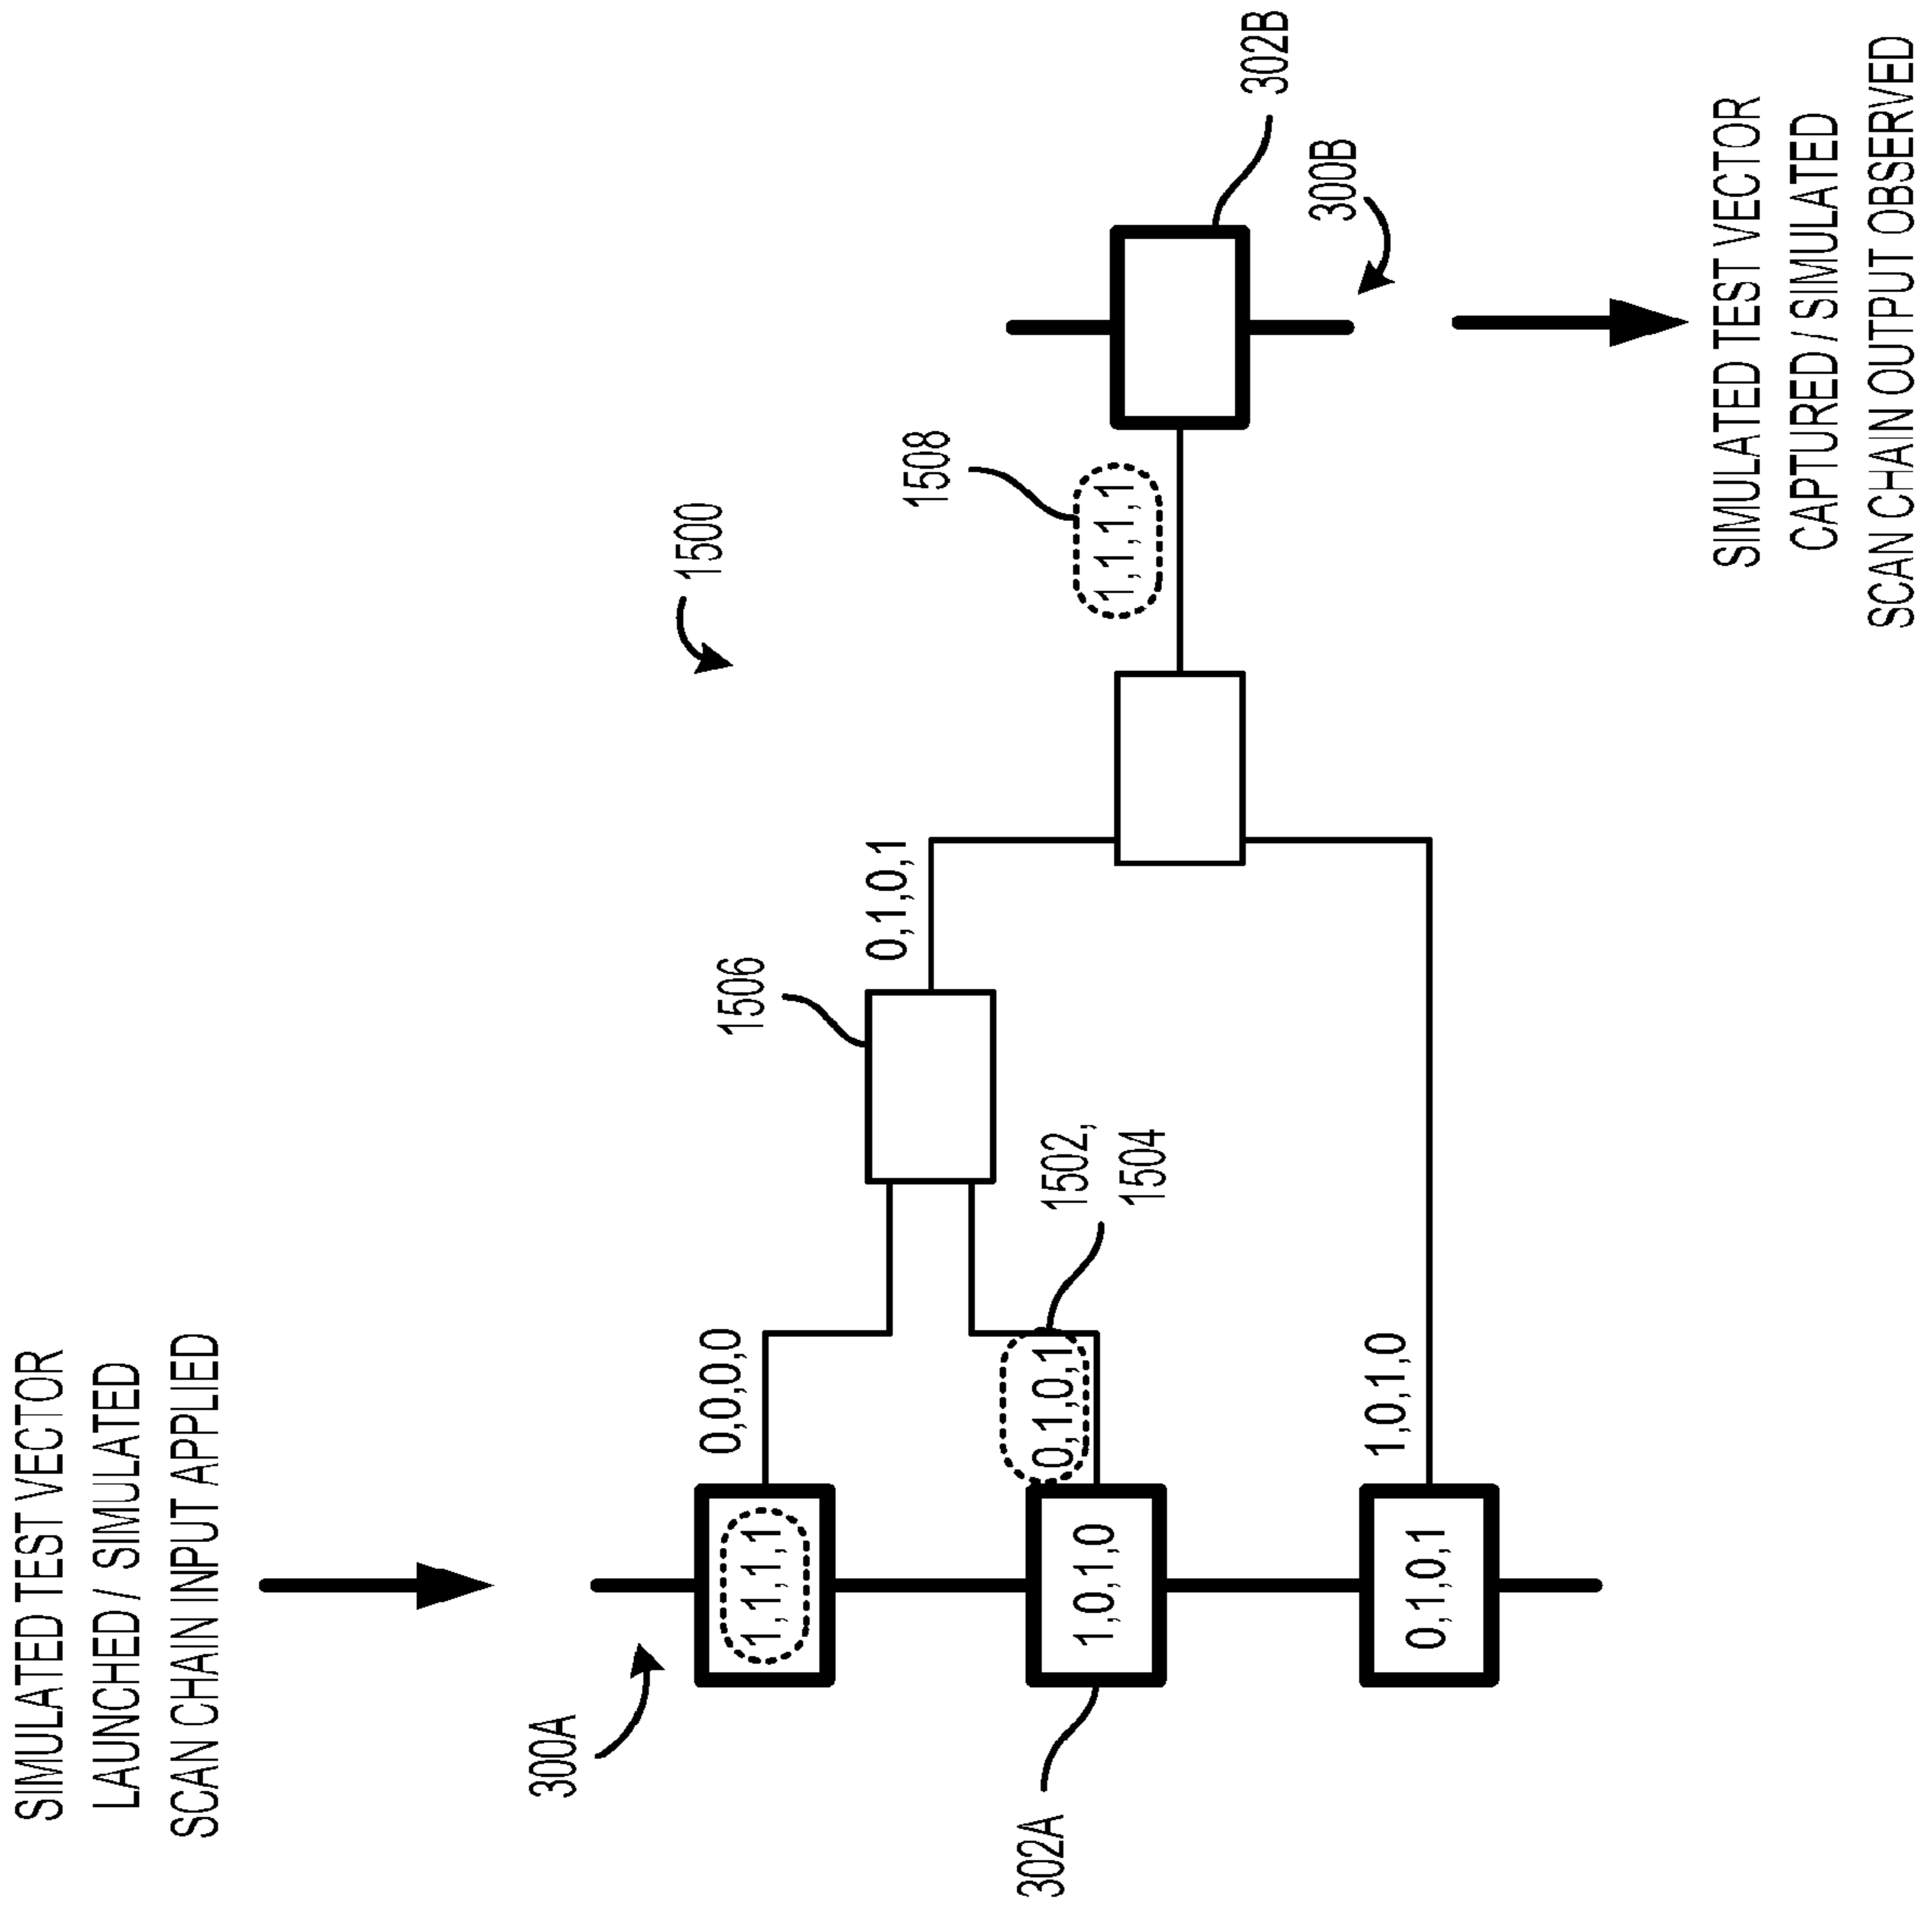 SIMULATED TEST VECTOR
LAUNCHED / SIMULATED
SCAN CHAIN INPUT APPLIED
300A
302A
1,1,1,1
0,0,0,0
1,0,1,0
0,1,0,1
1502,
1504
0,1,0,1
1,0,1,0
1506
0,1,0,1
1500
1508
1,1,1,1
302B
300B
SIMULATED TEST VECTOR
CAPTURED / SIMULATED
SCAN CHAIN OUTPUT OBSERVED